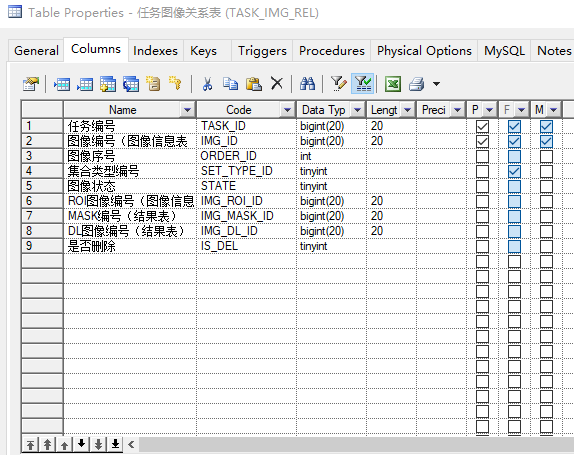 Table Properties - 任务图像关系表 (TASK_IMG_REL)
General Columns Indexes Keys Triggers Procedures Physical Options MySQL Notes
Name Code Data Typ Lengt Preci P F M
1 任务编号 TASK_ID bigint(20) 20
2 图像编号（图像信息表 IMG_ID bigint(20) 20
3 图像序号 ORDER_ID int
4 集合类型编号 SET_TYPE_ID tinyint
5 图像状态 STATE tinyint
6 ROI图像编号（图像信息 IMG_ROI_ID bigint(20) 20
7 MASK编号（结果表） IMG_MASK_ID bigint(20) 20
8 DL图像编号（结果表） IMG_DL_ID bigint(20) 20
9 是否删除 IS_DEL tinyint